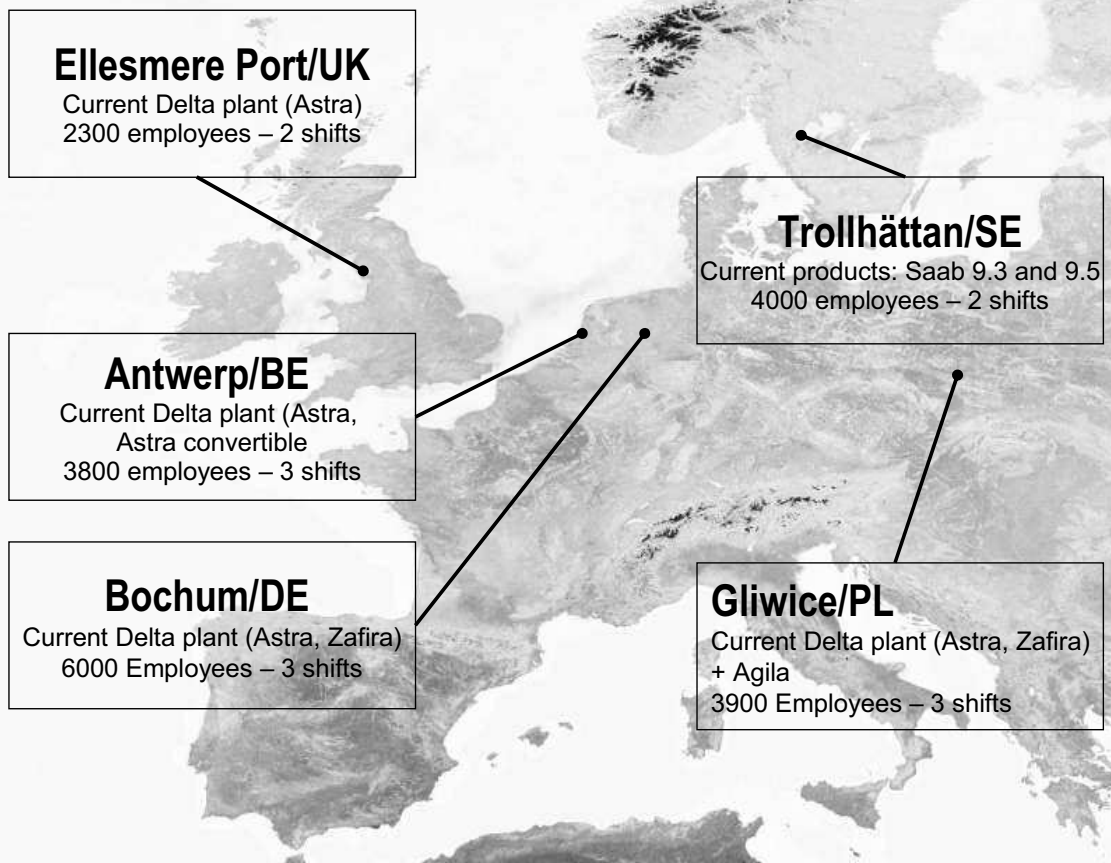 Ellesmere Port/UK
Current Delta plant (Astra)
2300 employees – 2 shifts
Trollhättan/SE
Current products: Saab 9.3 and 9.5
4000 employees – 2 shifts
Antwerp/BE
Current Delta plant (Astra,
Astra convertible
3800 employees – 3 shifts
Bochum/DE
Current Delta plant (Astra, Zafira)
6000 Employees – 3 shifts
Gliwice/PL
Current Delta plant (Astra, Zafira)
+ Agila
3900 Employees – 3 shifts